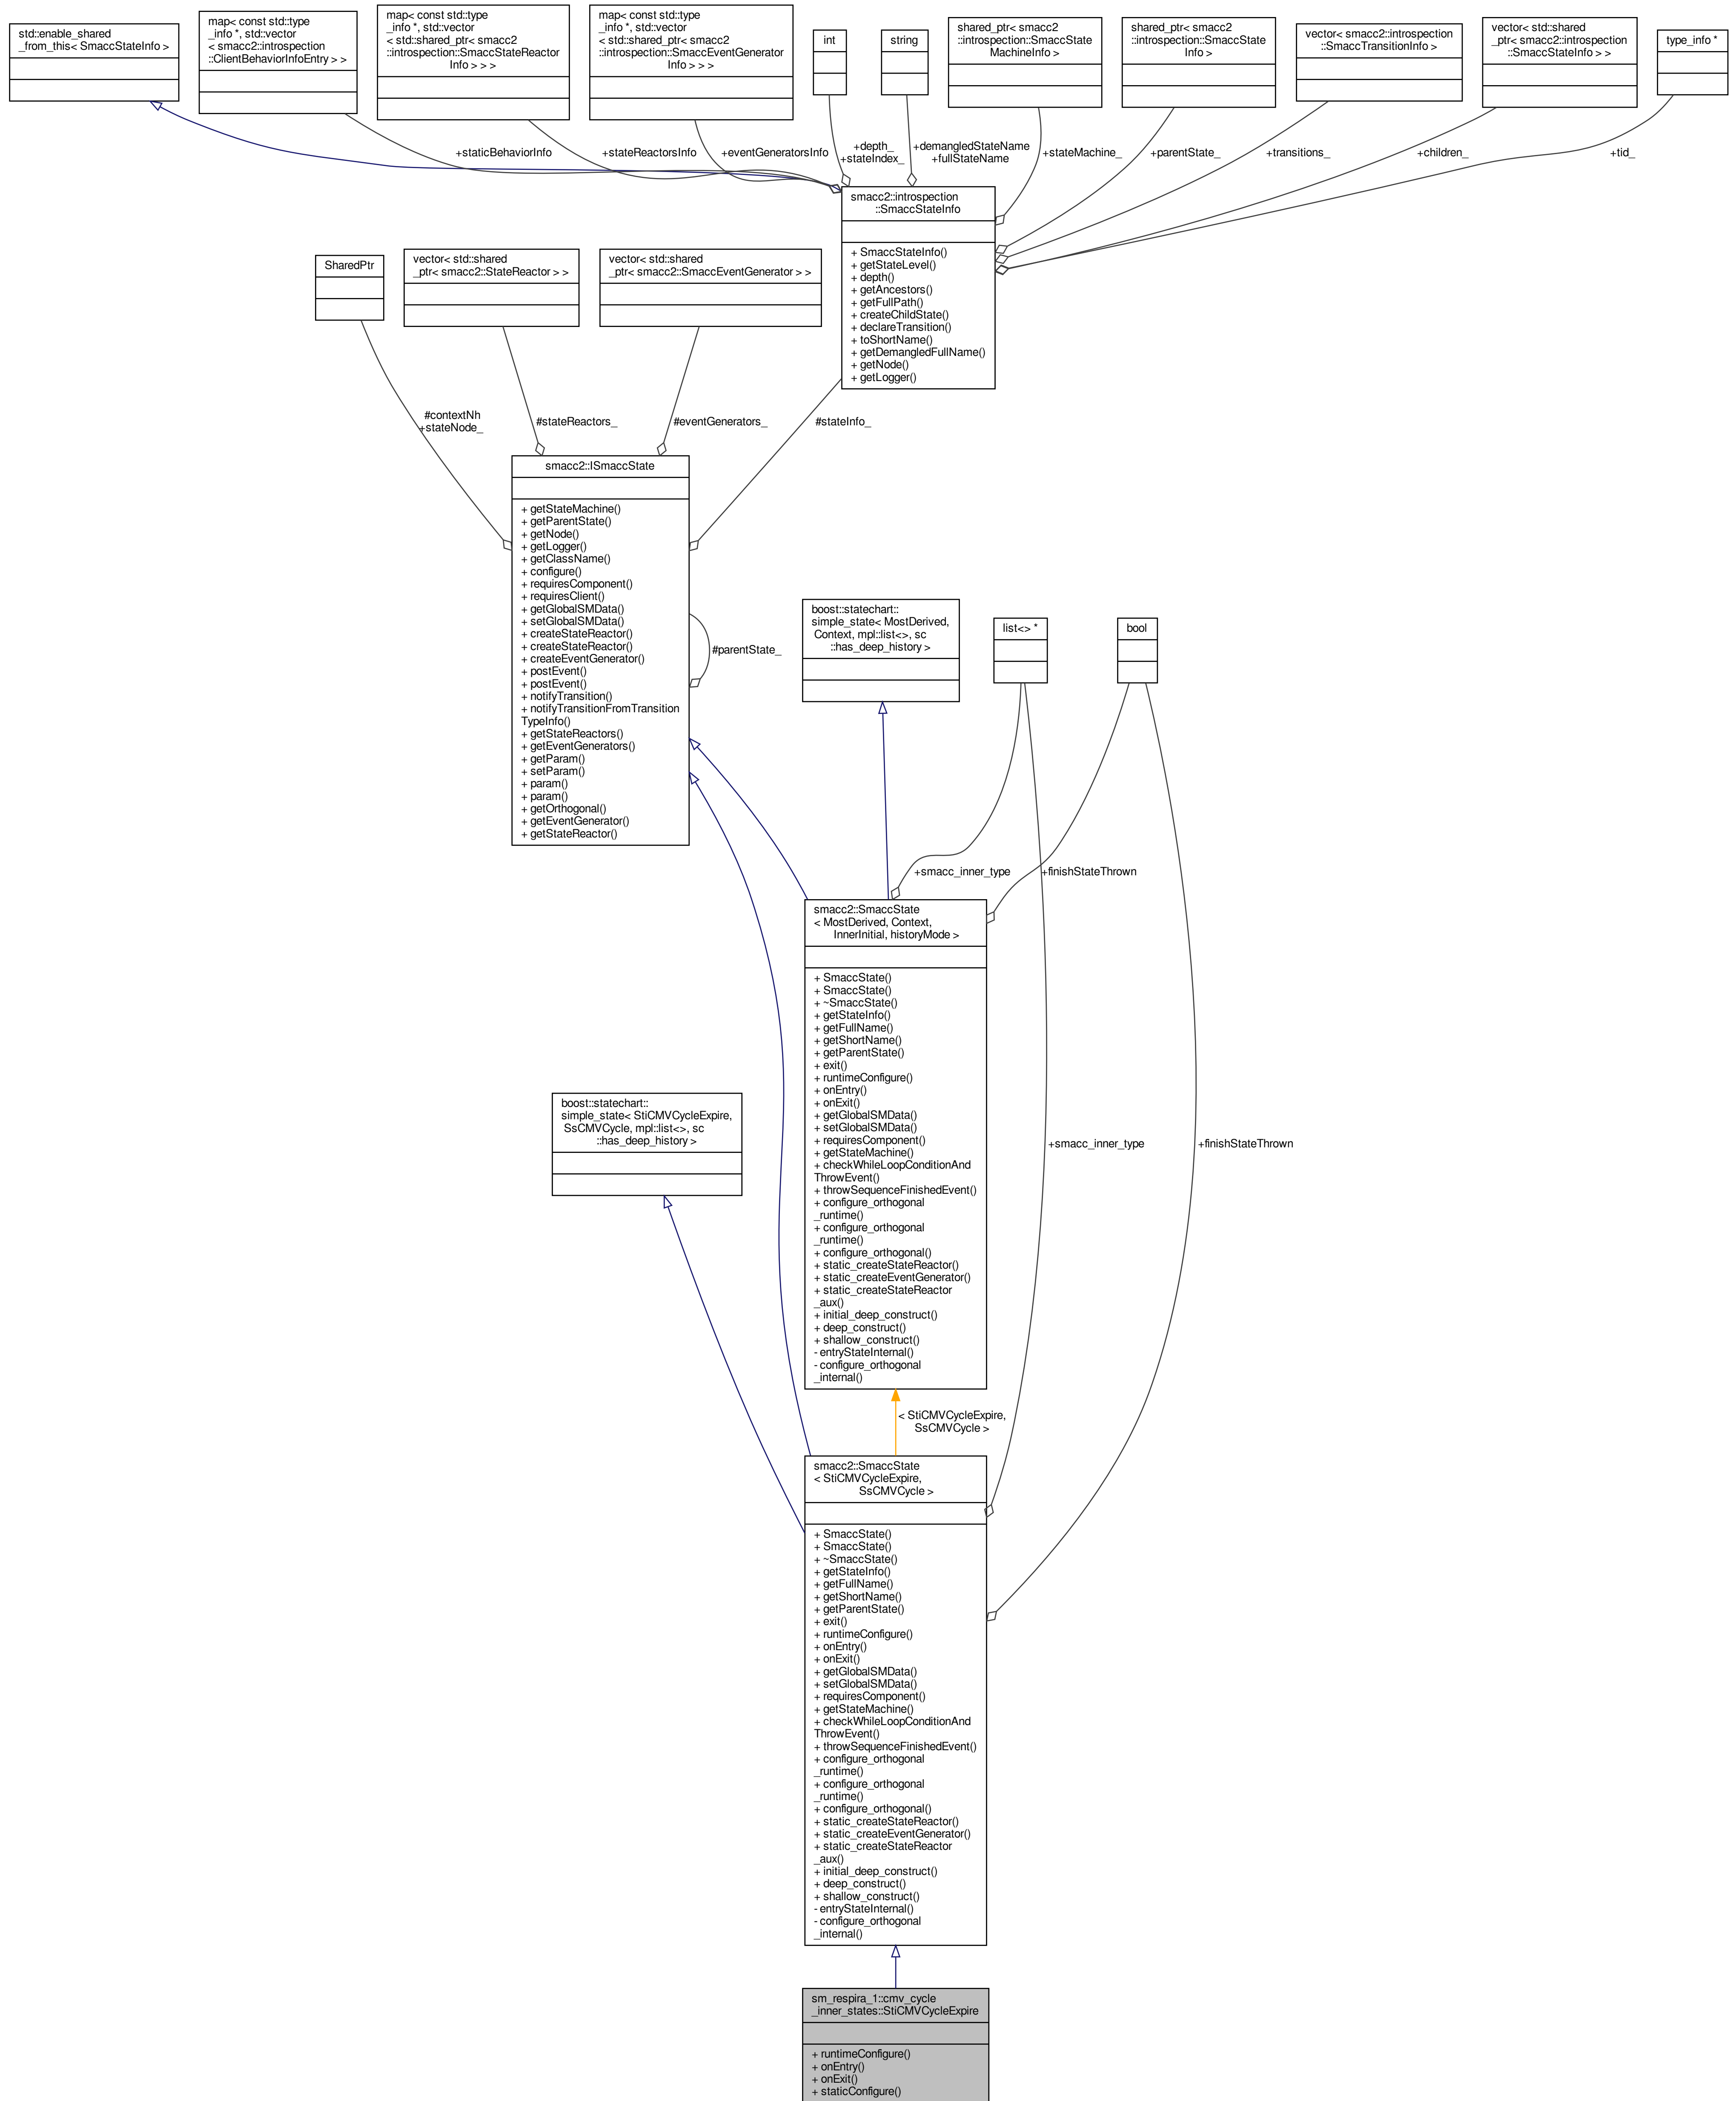 std::enable_shared
_from_this< SmaccStateInfo >
map< const std::type
_info *, std::vector
< smacc2::introspection
::ClientBehaviorInfoEntry > >
map< const std::type
_info *, std::vector
< std::shared_ptr< smacc2
::introspection::SmaccStateReactor
Info > > >
map< const std::type
_info *, std::vector
< std::shared_ptr< smacc2
::introspection::SmaccEventGenerator
Info > > >
int
string
shared_ptr< smacc2
::introspection::SmaccState
MachineInfo >
shared_ptr< smacc2
::introspection::SmaccState
Info >
vector< smacc2::introspection
::SmaccTransitionInfo >
vector< std::shared
_ptr< smacc2::introspection
::SmaccStateInfo > >
type_info *
+staticBehaviorInfo
+stateReactorsInfo
+eventGeneratorsInfo
+depth_
+stateIndex_
+demangledStateName
+fullStateName
+stateMachine_
+parentState_
+transitions_
+children_
+tid_
smacc2::introspection
::SmaccStateInfo
+ SmaccStateInfo()
+ getStateLevel()
+ depth()
+ getAncestors()
+ getFullPath()
+ createChildState()
+ declareTransition()
+ toShortName()
+ getDemangledFullName()
+ getNode()
+ getLogger()
SharedPtr
vector< std::shared
_ptr< smacc2::StateReactor > >
vector< std::shared
_ptr< smacc2::SmaccEventGenerator > >
#contextNh
+stateNode_
#stateReactors_
#eventGenerators_
#stateInfo_
smacc2::ISmaccState
+ getStateMachine()
+ getParentState()
+ getNode()
+ getLogger()
+ getClassName()
+ configure()
+ requiresComponent()
+ requiresClient()
+ getGlobalSMData()
+ setGlobalSMData()
+ createStateReactor()
+ createStateReactor()
+ createEventGenerator()
+ postEvent()
+ postEvent()
+ notifyTransition()
+ notifyTransitionFromTransition
TypeInfo()
+ getStateReactors()
+ getEventGenerators()
+ getParam()
+ setParam()
+ param()
+ param()
+ getOrthogonal()
+ getEventGenerator()
+ getStateReactor()
#parentState_
boost::statechart::
simple_state< MostDerived,
Context, mpl::list<>, sc
::has_deep_history >
list<> *
bool
+smacc_inner_type
+finishStateThrown
smacc2::SmaccState
< MostDerived, Context,
InnerInitial, historyMode >
+ SmaccState()
+ SmaccState()
+ ~SmaccState()
+ getStateInfo()
+ getFullName()
+ getShortName()
+ getParentState()
+ exit()
+ runtimeConfigure()
+ onEntry()
+ onExit()
+ getGlobalSMData()
+ setGlobalSMData()
+ requiresComponent()
+ getStateMachine()
+ checkWhileLoopConditionAnd
ThrowEvent()
+ throwSequenceFinishedEvent()
+ configure_orthogonal
_runtime()
+ configure_orthogonal
_runtime()
+ configure_orthogonal()
+ static_createStateReactor()
+ static_createEventGenerator()
+ static_createStateReactor
_aux()
+ initial_deep_construct()
+ deep_construct()
+ shallow_construct()
- entryStateInternal()
- configure_orthogonal
_internal()
boost::statechart::
simple_state< StiCMVCycleExpire,
SsCMVCycle, mpl::list<>, sc
::has_deep_history >
+smacc_inner_type
+finishStateThrown
< StiCMVCycleExpire,
SsCMVCycle >
smacc2::SmaccState
< StiCMVCycleExpire,
SsCMVCycle >
+ SmaccState()
+ SmaccState()
+ ~SmaccState()
+ getStateInfo()
+ getFullName()
+ getShortName()
+ getParentState()
+ exit()
+ runtimeConfigure()
+ onEntry()
+ onExit()
+ getGlobalSMData()
+ setGlobalSMData()
+ requiresComponent()
+ getStateMachine()
+ checkWhileLoopConditionAnd
ThrowEvent()
+ throwSequenceFinishedEvent()
+ configure_orthogonal
_runtime()
+ configure_orthogonal
_runtime()
+ configure_orthogonal()
+ static_createStateReactor()
+ static_createEventGenerator()
+ static_createStateReactor
_aux()
+ initial_deep_construct()
+ deep_construct()
+ shallow_construct()
- entryStateInternal()
- configure_orthogonal
_internal()
sm_respira_1::cmv_cycle
_inner_states::StiCMVCycleExpire
+ runtimeConfigure()
+ onEntry()
+ onExit()
+ staticConfigure()